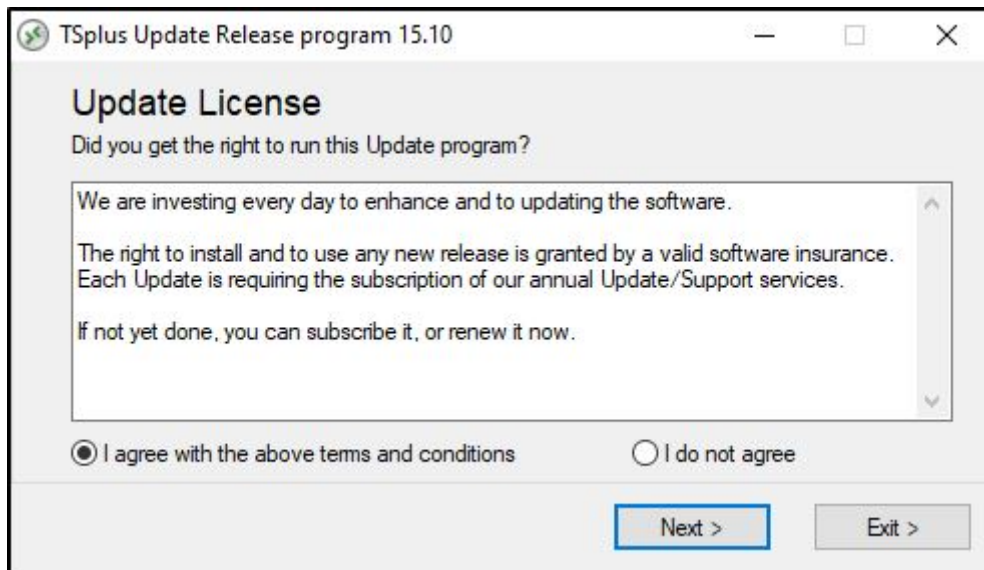 TSplus Update Release program 15.10
Update License
Did you get the right to run this Update program?
We are investing every day to enhance and to updating the software.
The right to install and to use any new release is granted by a valid software insurance.
Each Update is requiring the subscription of our annual Update/Support services.
If not yet done, you can subscribe it, or renew it now.
I agree with the above terms and conditions
I do not agree
Next >
Exit >